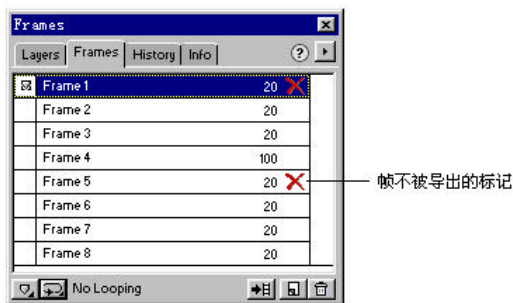 Frames
Layers Frames History Info ?
Frame 1 20
Frame 2 20
Frame 3 20
Frame 4 100
Frame 5 20 帧不被导出的标记
Frame 6 20
Frame 7 20
Frame 8 20
No Looping